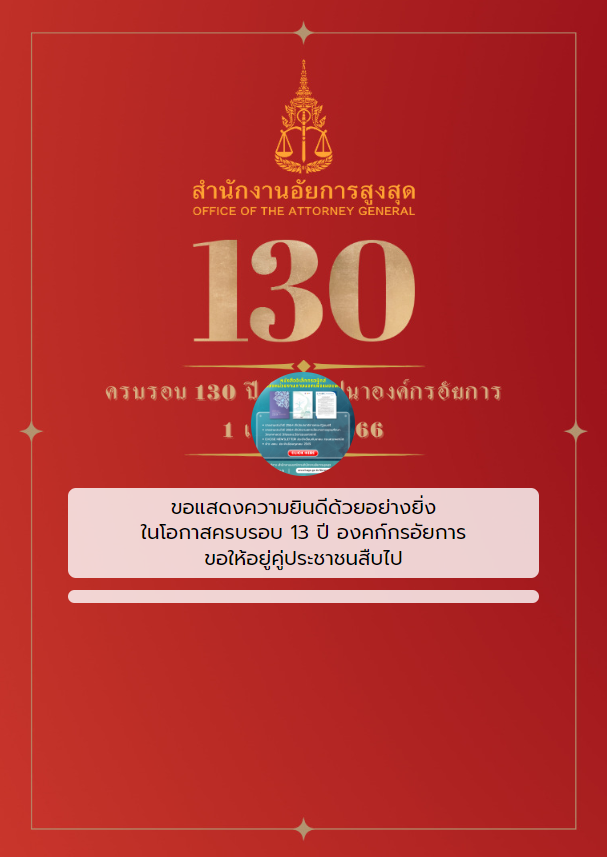 สำนักงานอัยการสูงสุด
OFFICE OF THE ATTORNEY GENERAL
130
ครบรอบ 130 ปี นาองค์กรอัยการ
1 66
CLICK HERE
ขอแสดงความยินดีด้วยอย่างยิ่ง
ในโอกาสครบรอบ 13 ปี องคก์กรอัยการ
ขอให้อยู่คู่ประชาชนสืบไป